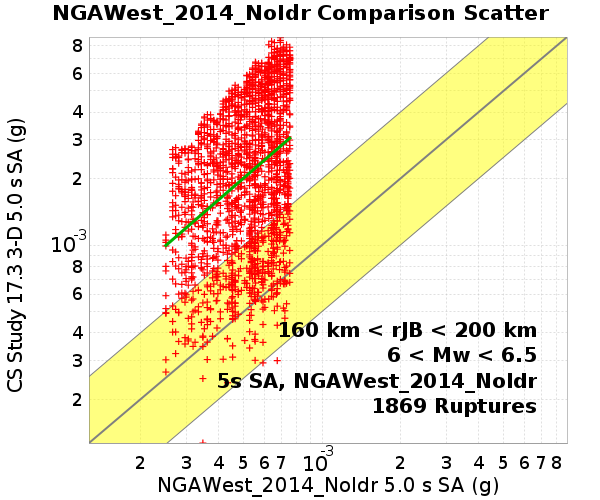 NGAWest_2014_NoIdr Comparison Scatter
CS Study 17.3 3-D 5.0 s SA (g)
8
6
4
3
2
10-3
8
6
4
3
2
160 km < rJB < 200 km
6 < Mw < 6.5
5s SA, NGAWest_2014_NoIdr
1869 Ruptures
2 3 4 5 6 7 10-3 2 3 4 5 6 7 8
NGAWest_2014_NoIdr 5.0 s SA (g)